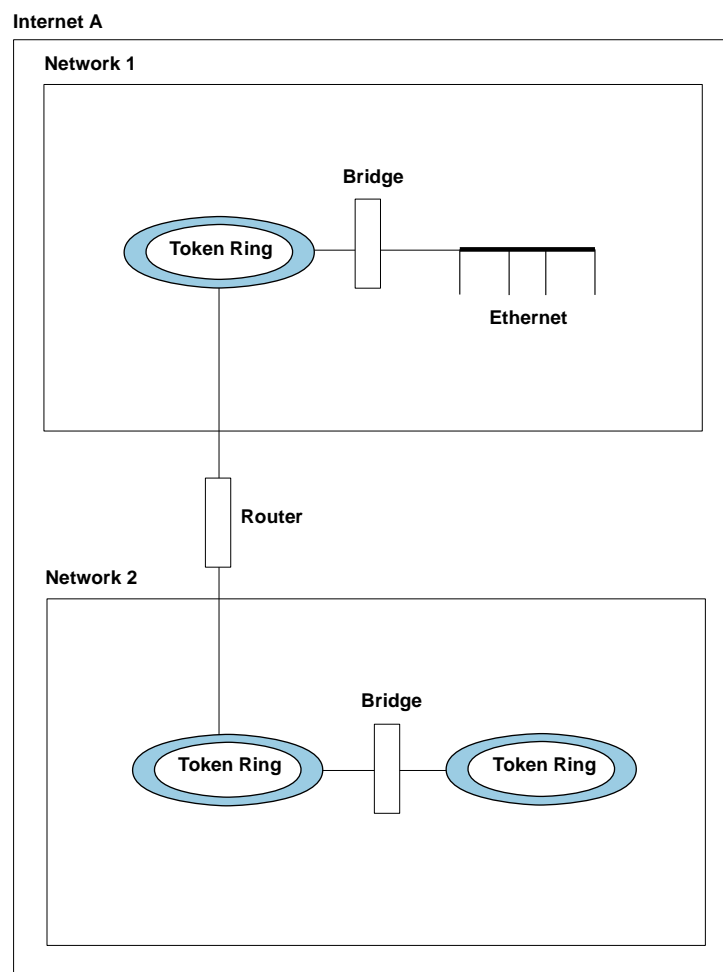 Internet A
Network 1
Bridge
Token Ring
Ethernet
Router
Network 2
Bridge
Token Ring
Token Ring